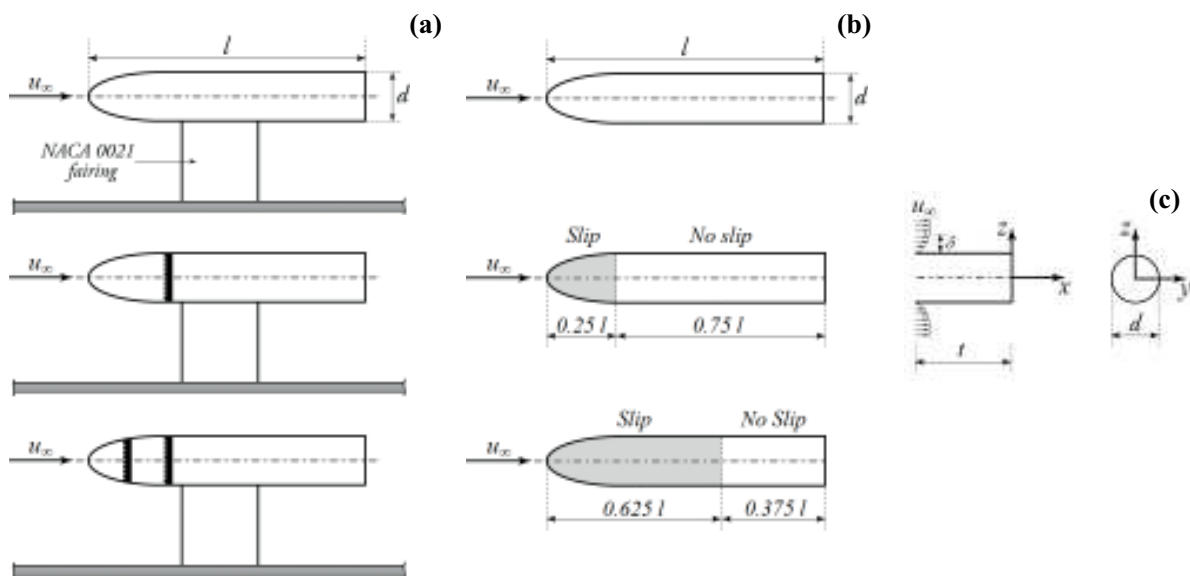 (a)
l
u∞
d
NACA 0021
fairing
u∞
u∞
(b)
l
u∞
d
Slip No slip
u∞
0.25 l 0.75 l
Slip No Slip
u∞
0.625 l 0.375 l
(c)
u∞
δ
z
x
t
z
y
d